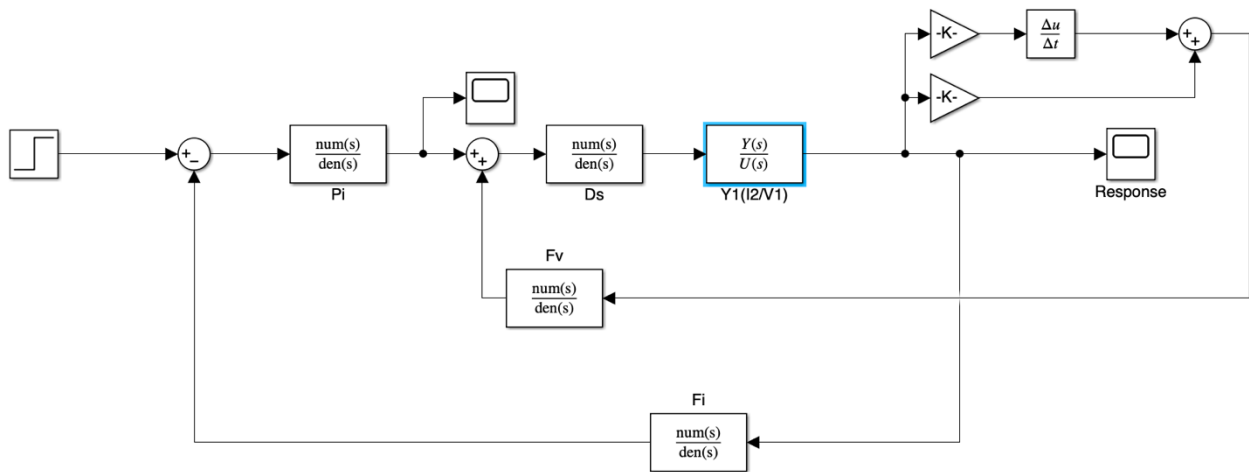 -K-
Δu
Δt
+
+
-K-
+
−
num(s)
den(s)
Pi
+
+
num(s)
den(s)
Ds
Y(s)
U(s)
Y1(I2/V1)
Response
Fv
num(s)
den(s)
Fi
num(s)
den(s)